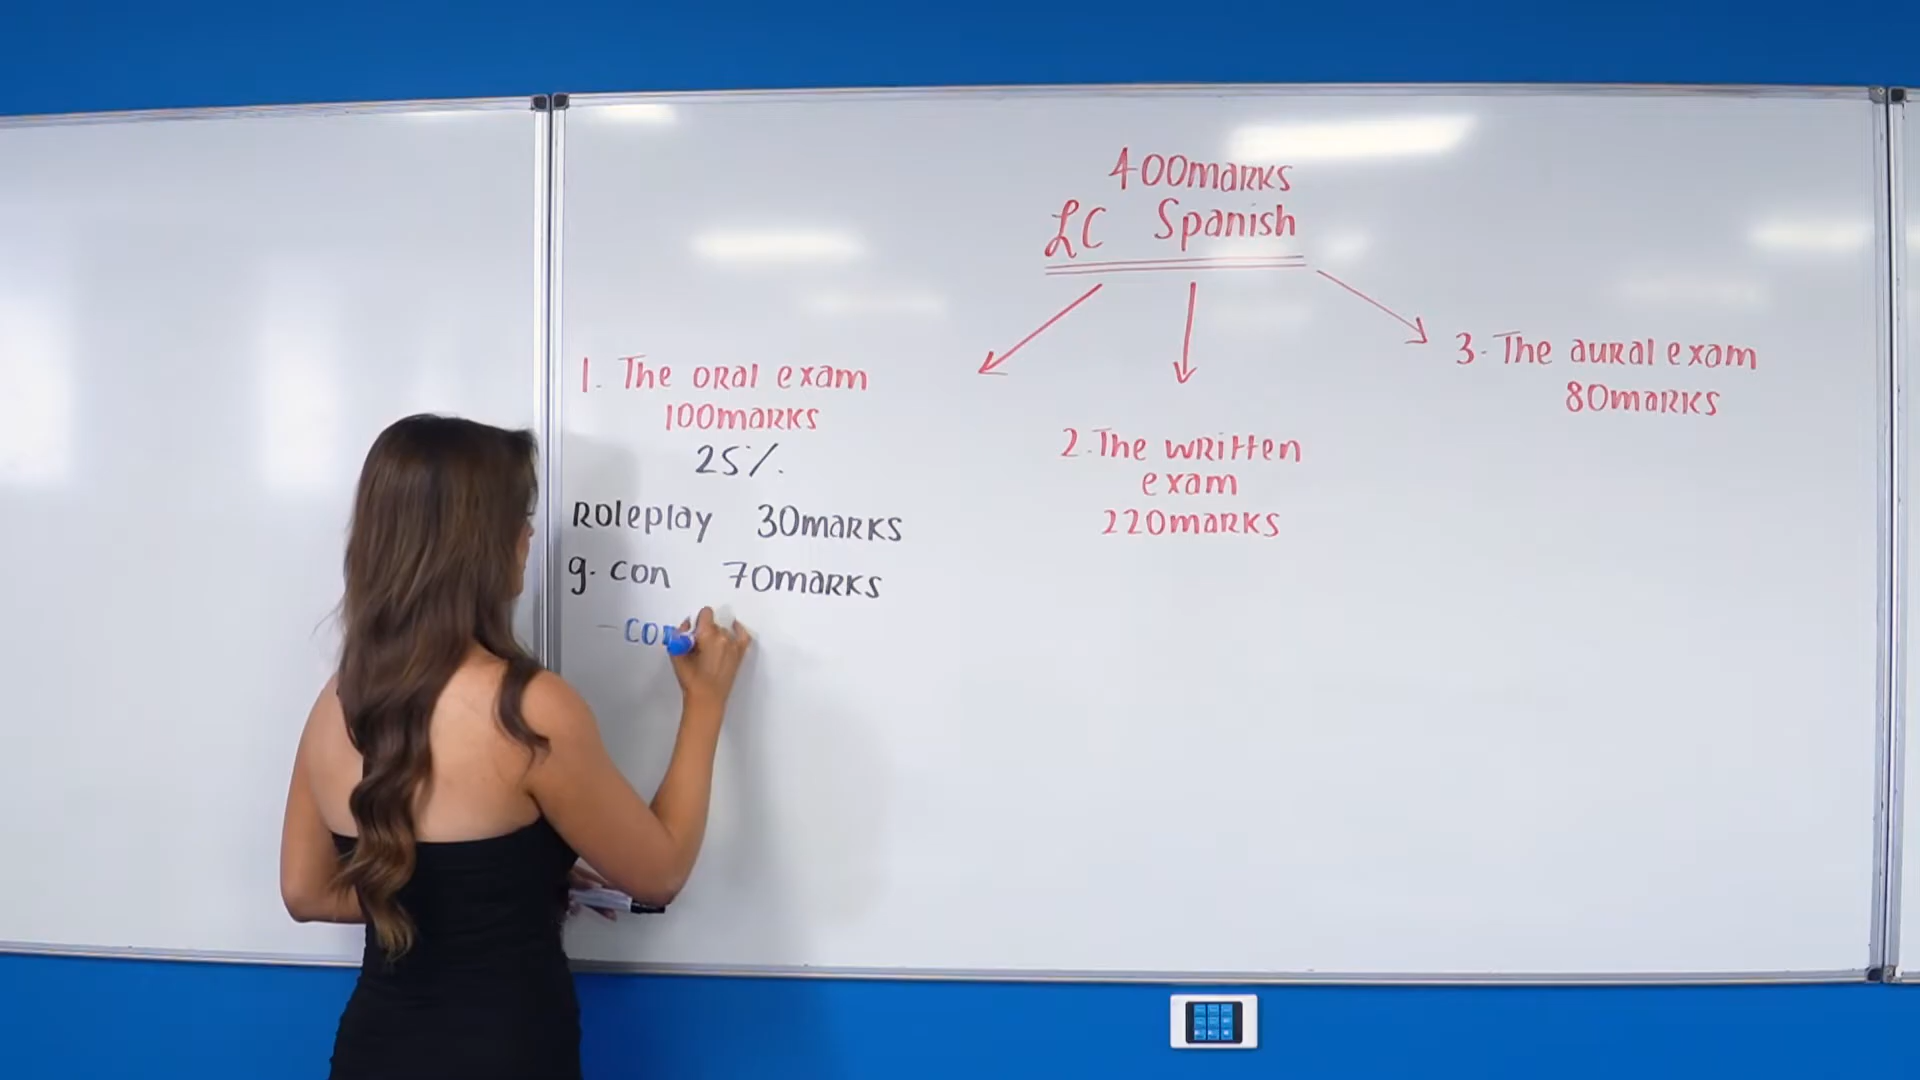 400marks
LC Spanish
1. The oral exam
100marks
25%
Roleplay 30marks
g. con 70marks
2. The written
exam
220marks
3. The aural exam
80marks